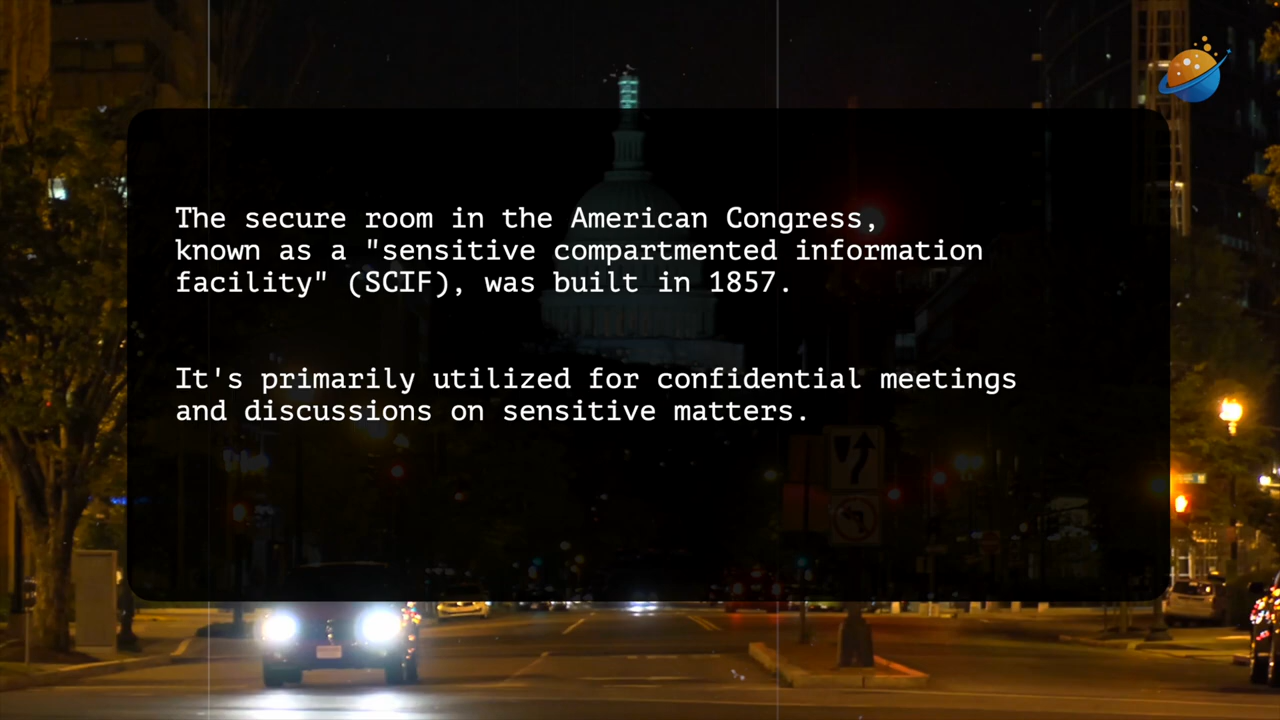 The secure room in the American Congress,
known as a "sensitive compartmented information
facility" (SCIF), was built in 1857.
It's primarily utilized for confidential meetings
and discussions on sensitive matters.